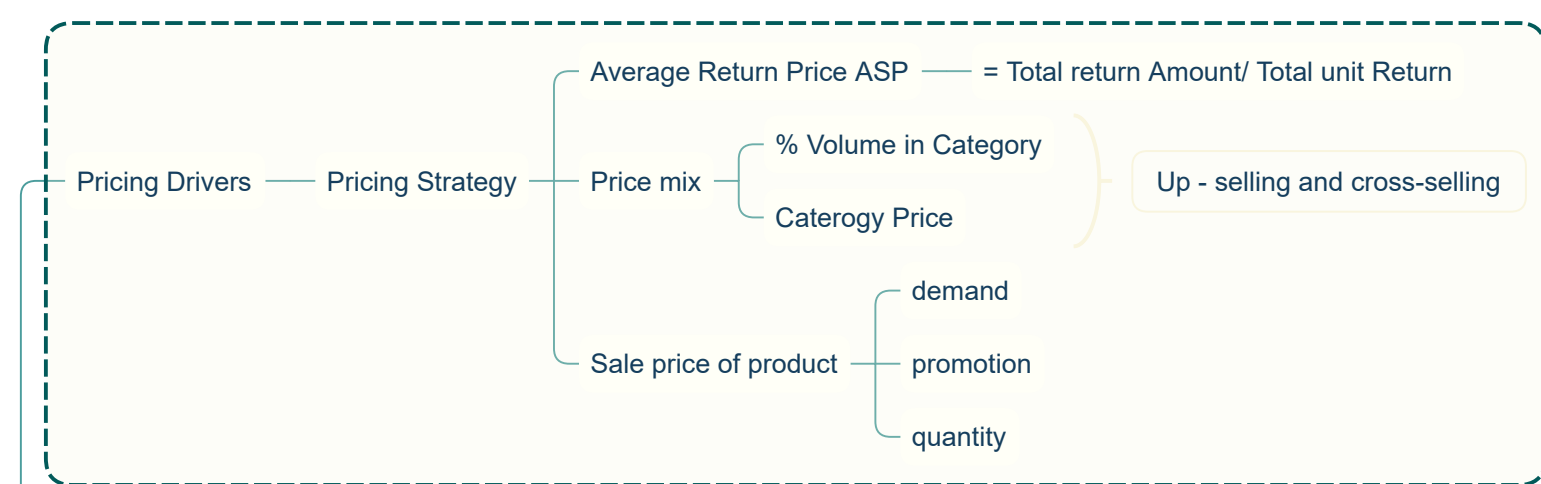 Average Return Price ASP
= Total return Amount/ Total unit Return
% Volume in Category
Pricing Drivers
Pricing Strategy
Price mix
Up - selling and cross-selling
Caterogy Price
demand
Sale price of product
promotion
quantity